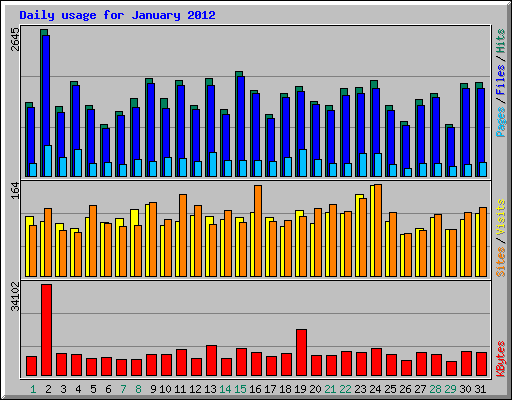 Daily usage for January 2012
2645
164
34102
Pages / Files / Hits
Sites / Visits
KBytes
1 2 3 4 5 6 7 8 9 10 11 12 13 14 15 16 17 18 19 20 21 22 23 24 25 26 27 28 29 30 31